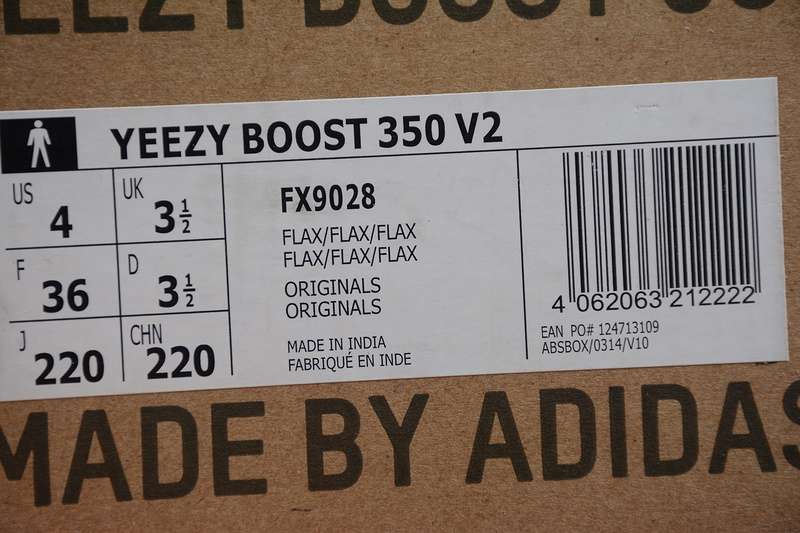 YEEZY BOOST 350 V2
US 4 UK 3 1/2
F 36 D 3 1/2
J 220 CHN 220
FX9028
FLAX/FLAX/FLAX
FLAX/FLAX/FLAX
ORIGINALS
ORIGINALS
MADE IN INDIA
FABRIQUÉ EN INDE
4 062063 212222
EAN PO# 124713109
ABSBOX/0314/V10
MADE BY ADIDAS